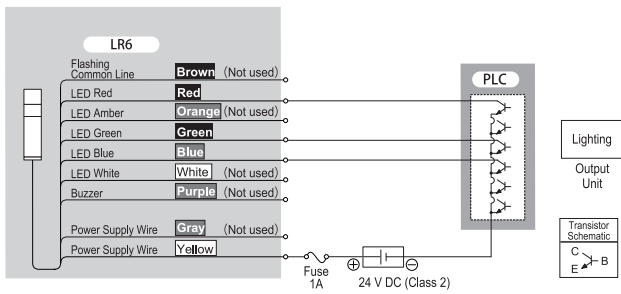 LR6
Flashing
Common Line Brown (Not used)
LED Red Red
LED Amber Orange (Not used)
LED Green Green
LED Blue Blue
LED White White (Not used)
Buzzer Purple (Not used)
Power Supply Wire Gray (Not used)
Power Supply Wire Yellow
Fuse
1A
⊕ ⊖
24 V DC (Class 2)
PLC
Lighting
Output
Unit
Transistor
Schematic
C
B
E